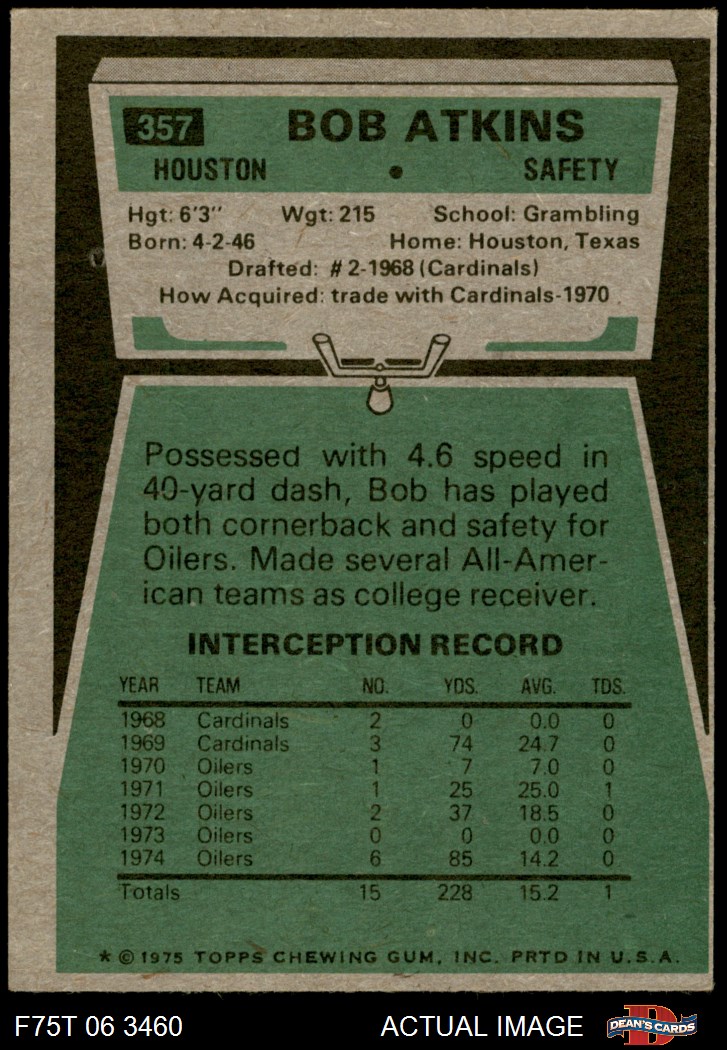 357 BOB ATKINS
HOUSTON • SAFETY
Hgt: 6'3" Wgt: 215 School: Grambling
Born: 4-2-46 Home: Houston, Texas
Drafted: #2-1968 (Cardinals)
How Acquired: trade with Cardinals-1970
Possessed with 4.6 speed in
40-yard dash, Bob has played
both cornerback and safety for
Oilers. Made several All-Amer-
ican teams as college receiver.
INTERCEPTION RECORD
YEAR TEAM NO. YDS. AVG. TDS.
1968 Cardinals 2 0 0.0 0
1969 Cardinals 3 74 24.7 0
1970 Oilers 1 7 7.0 0
1971 Oilers 1 25 25.0 1
1972 Oilers 2 37 18.5 0
1973 Oilers 0 0 0.0 0
1974 Oilers 6 85 14.2 0
Totals 15 228 15.2 1
* © 1975 TOPPS CHEWING GUM, INC. PRTD IN U.S.A.
F75T 06 3460 ACTUAL IMAGE D DEAN'S CARDS